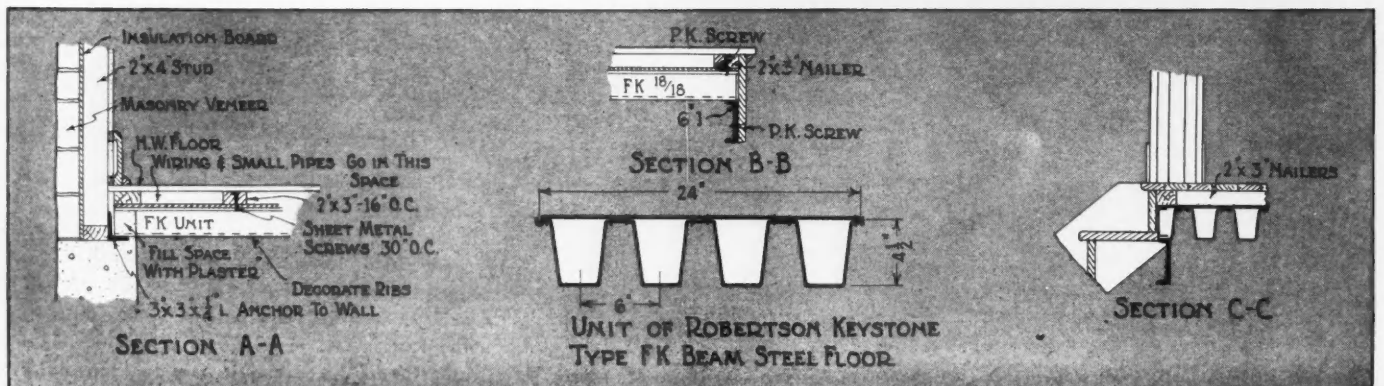 INSULATION BOARD
2"X4" STUD
MASONRY VENEER
H.W. FLOOR
WIRING & SMALL PIPES GO IN THIS
SPACE
2"X3"-16" O.C.
FK UNIT
SHEET METAL
SCREWS 30" O.C.
FILL SPACE
WITH PLASTER
DECORATE RIBS
3"X3"X¼" L ANCHOR TO WALL
SECTION A-A
P.K. SCREW
2"X3" NAILER
FK 18/18
6" I
P.K. SCREW
SECTION B-B
24"
4½"
6"
UNIT OF ROBERTSON KEYSTONE
TYPE FK BEAM STEEL FLOOR
2"X3" NAILERS
SECTION C-C